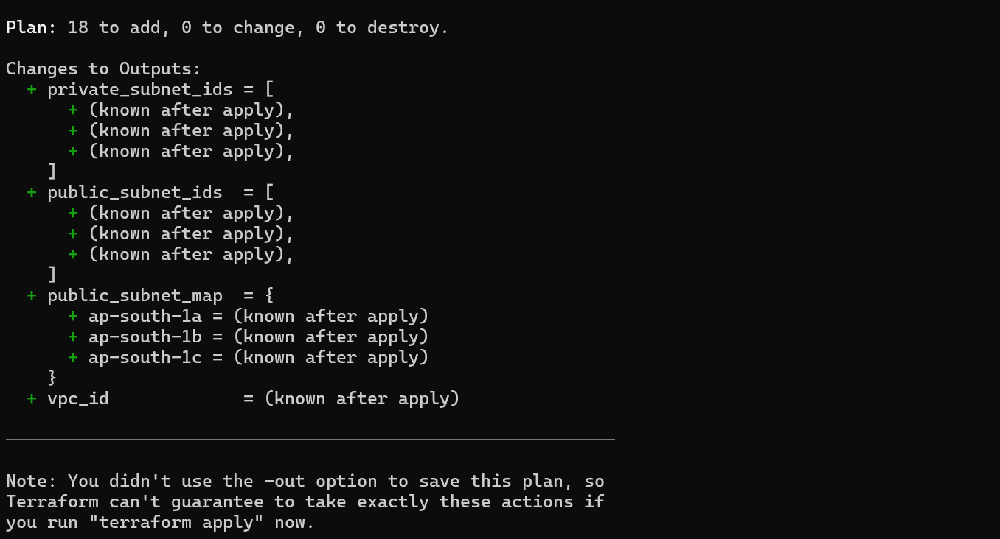 Plan: 18 to add, 0 to change, 0 to destroy.

Changes to Outputs:
  + private_subnet_ids = [
      + (known after apply),
      + (known after apply),
      + (known after apply),
    ]
  + public_subnet_ids  = [
      + (known after apply),
      + (known after apply),
      + (known after apply),
    ]
  + public_subnet_map  = {
      + ap-south-1a = (known after apply)
      + ap-south-1b = (known after apply)
      + ap-south-1c = (known after apply)
    }
  + vpc_id             = (known after apply)

Note: You didn't use the -out option to save this plan, so
Terraform can't guarantee to take exactly these actions if
you run "terraform apply" now.